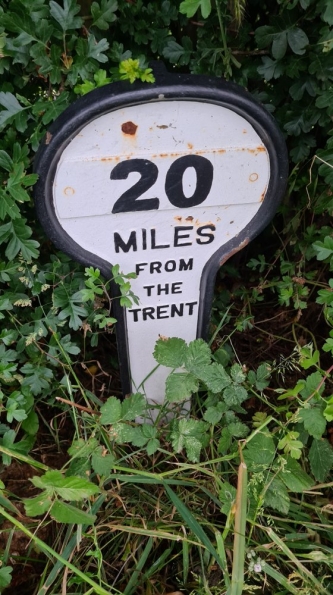 20
MILES
FROM
THE
TRENT